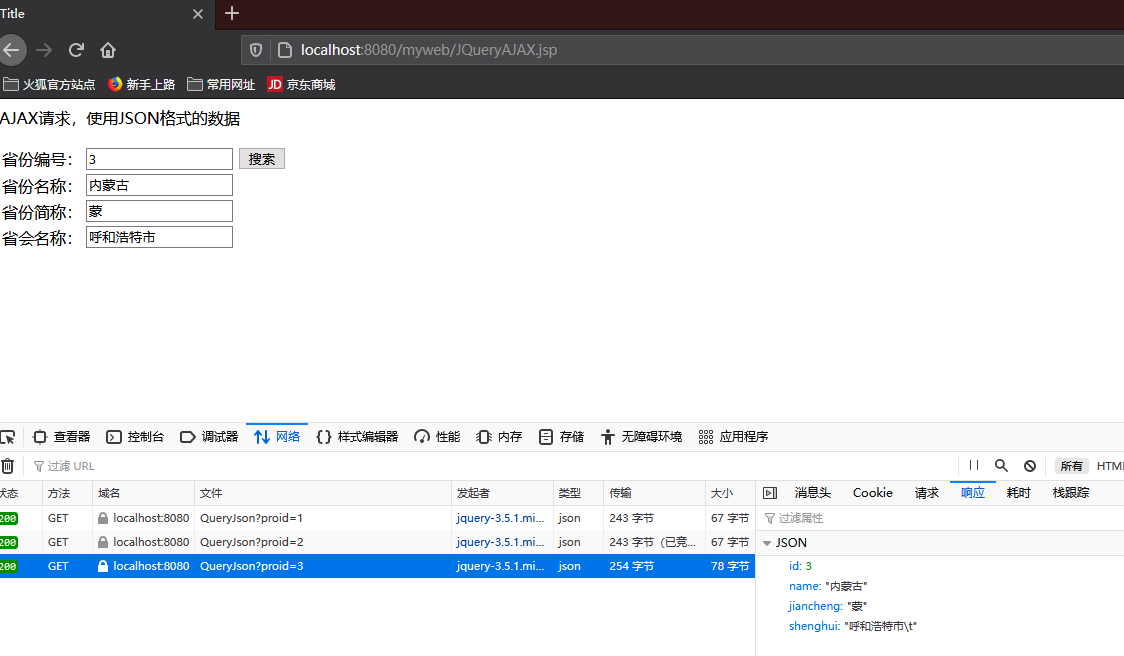 Title
localhost:8080/myweb/JQueryAJAX.jsp
火狐官方站点 新手上路 常用网址 JD 京东商城
AJAX请求，使用JSON格式的数据
省份编号： 3 搜索
省份名称： 内蒙古
省份简称： 蒙
省会名称： 呼和浩特市
查看器 控制台 调试器 网络 样式编辑器 性能 内存 存储 无障碍环境 应用程序
过滤 URL 所有 HTM
状态 方法 域名 文件 发起者 类型 传输 大小 消息头 Cookie 请求 响应 耗时 栈跟踪
200 GET localhost:8080 QueryJson?proid=1 jquery-3.5.1.mi... json 243 字节 67 字节
200 GET localhost:8080 QueryJson?proid=2 jquery-3.5.1.mi... json 243 字节（已竞... 67 字节
200 GET localhost:8080 QueryJson?proid=3 jquery-3.5.1.mi... json 254 字节 78 字节
过滤属性
JSON
id: 3
name: "内蒙古"
jiancheng: "蒙"
shenghui: "呼和浩特市\t"